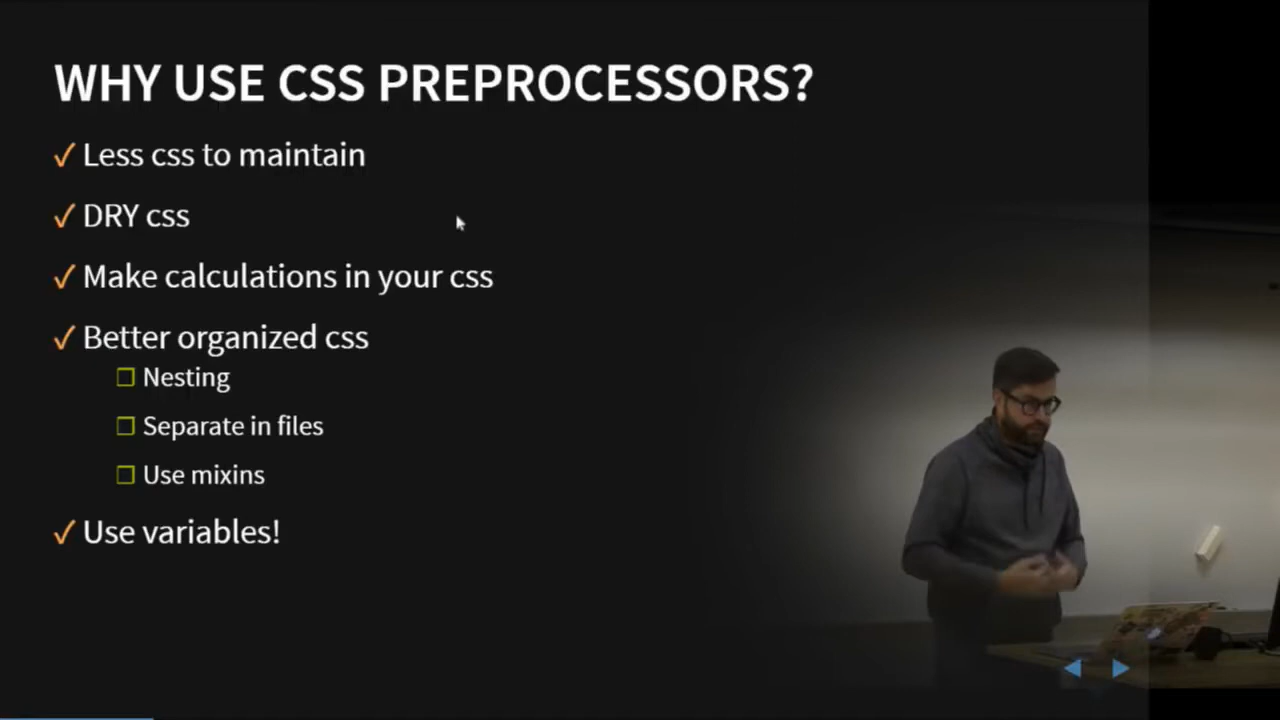 WHY USE CSS PREPROCESSORS?
✓ Less css to maintain
✓ DRY css
✓ Make calculations in your css
✓ Better organized css
❒ Nesting
❒ Separate in files
❒ Use mixins
✓ Use variables!